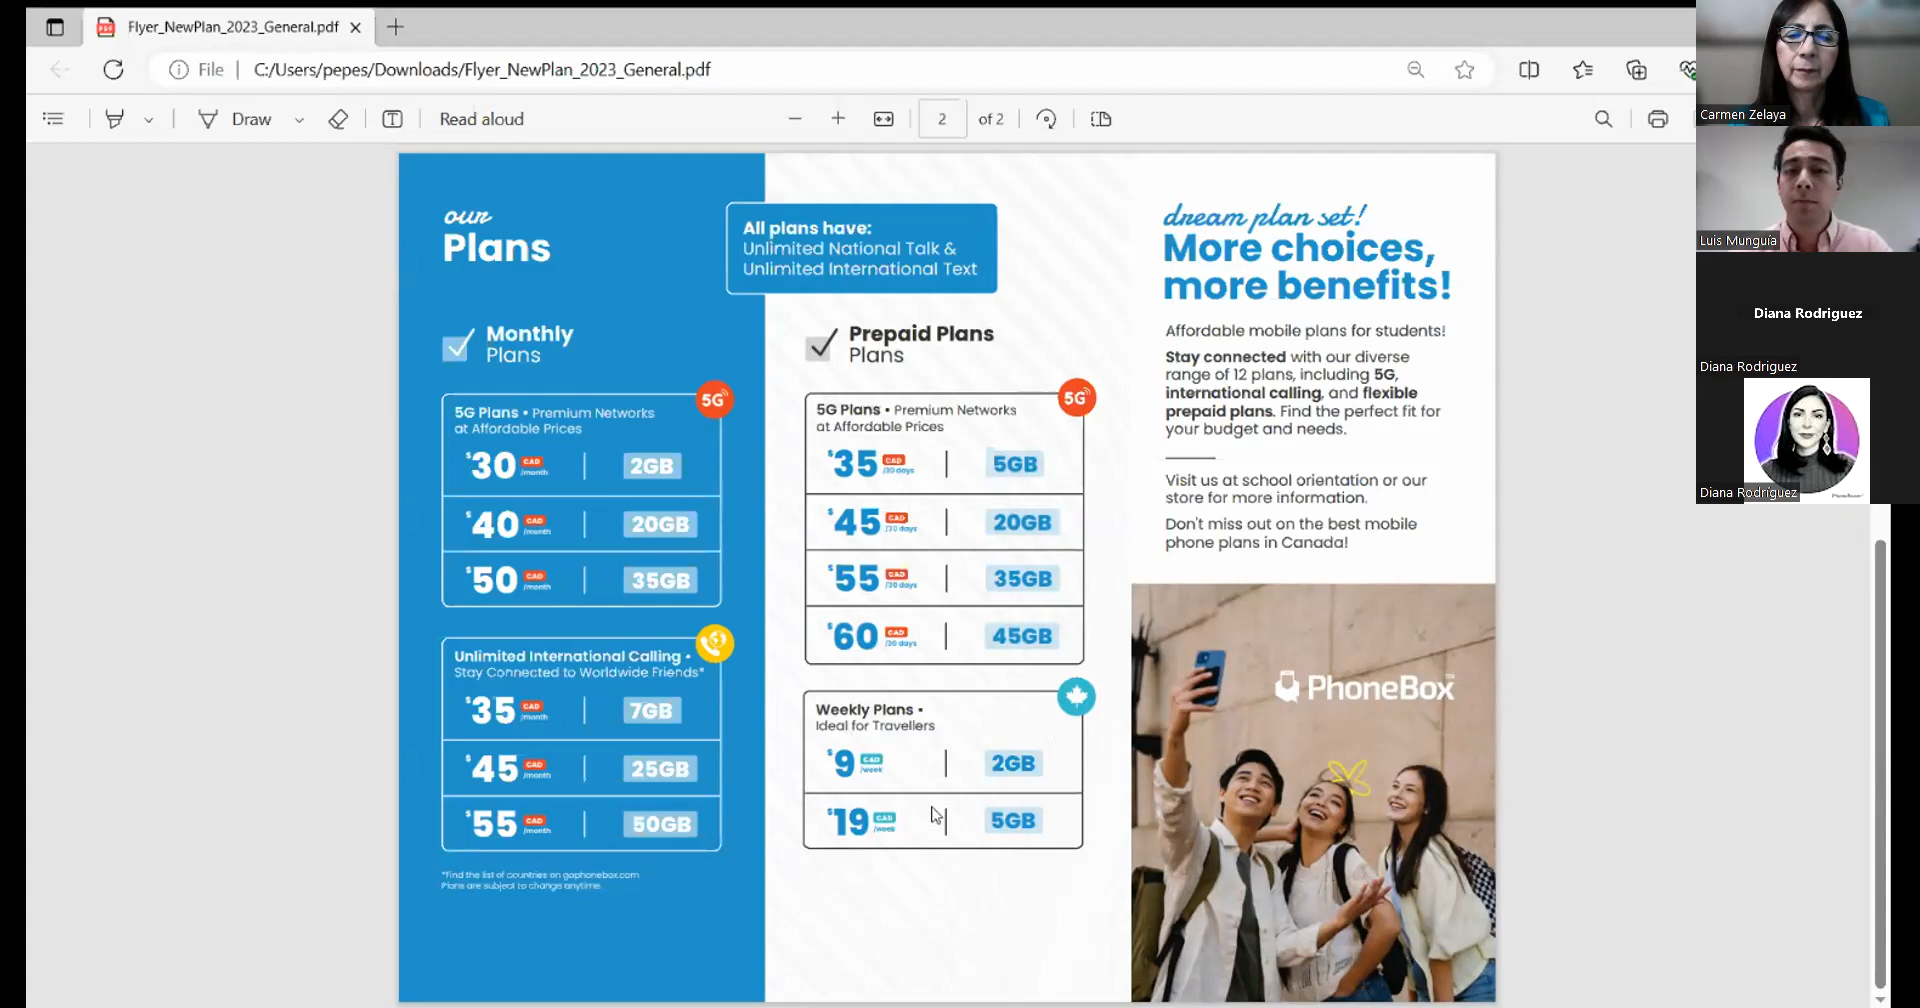 Flyer_NewPlan_2023_General.pdf
File
C:/Users/pepes/Downloads/Flyer_NewPlan_2023_General.pdf
Draw
Read aloud
2
of 2
our
Plans
All plans have:
Unlimited National Talk &
Unlimited International Text
Monthly
Plans
5G
5G Plans • Premium Networks
at Affordable Prices
$30 CAD /month 2GB
$40 CAD /month 20GB
$50 CAD /month 35GB
Unlimited International Calling •
Stay Connected to Worldwide Friends*
$35 CAD /month 7GB
$45 CAD /month 25GB
$55 CAD /month 50GB
*Find the list of countries on gophonebox.com
Plans are subject to change anytime.
Prepaid Plans
Plans
5G
5G Plans • Premium Networks
at Affordable Prices
$35 CAD /30 days 5GB
$45 CAD /30 days 20GB
$55 CAD /30 days 35GB
$60 CAD /30 days 45GB
Weekly Plans •
Ideal for Travellers
$9 CAD /week 2GB
$19 CAD /week 5GB
dream plan set!
More choices,
more benefits!
Affordable mobile plans for students!
Stay connected with our diverse
range of 12 plans, including 5G,
international calling, and flexible
prepaid plans. Find the perfect fit for
your budget and needs.
Visit us at school orientation or our
store for more information.
Don't miss out on the best mobile
phone plans in Canada!
PhoneBox
Carmen Zelaya
Luis Munguía
Diana Rodriguez
Diana Rodriguez
Diana Rodríguez